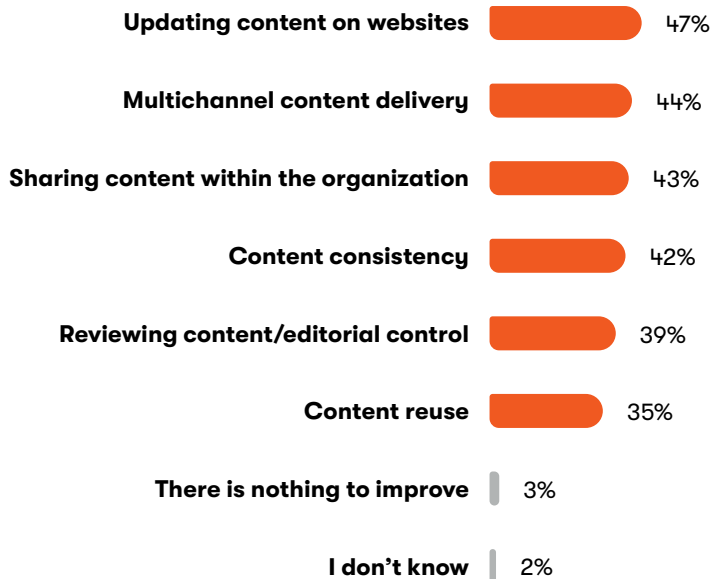 Updating content on websites 47%
Multichannel content delivery 44%
Sharing content within the organization 43%
Content consistency 42%
Reviewing content/editorial control 39%
Content reuse 35%
There is nothing to improve 3%
I don’t know 2%